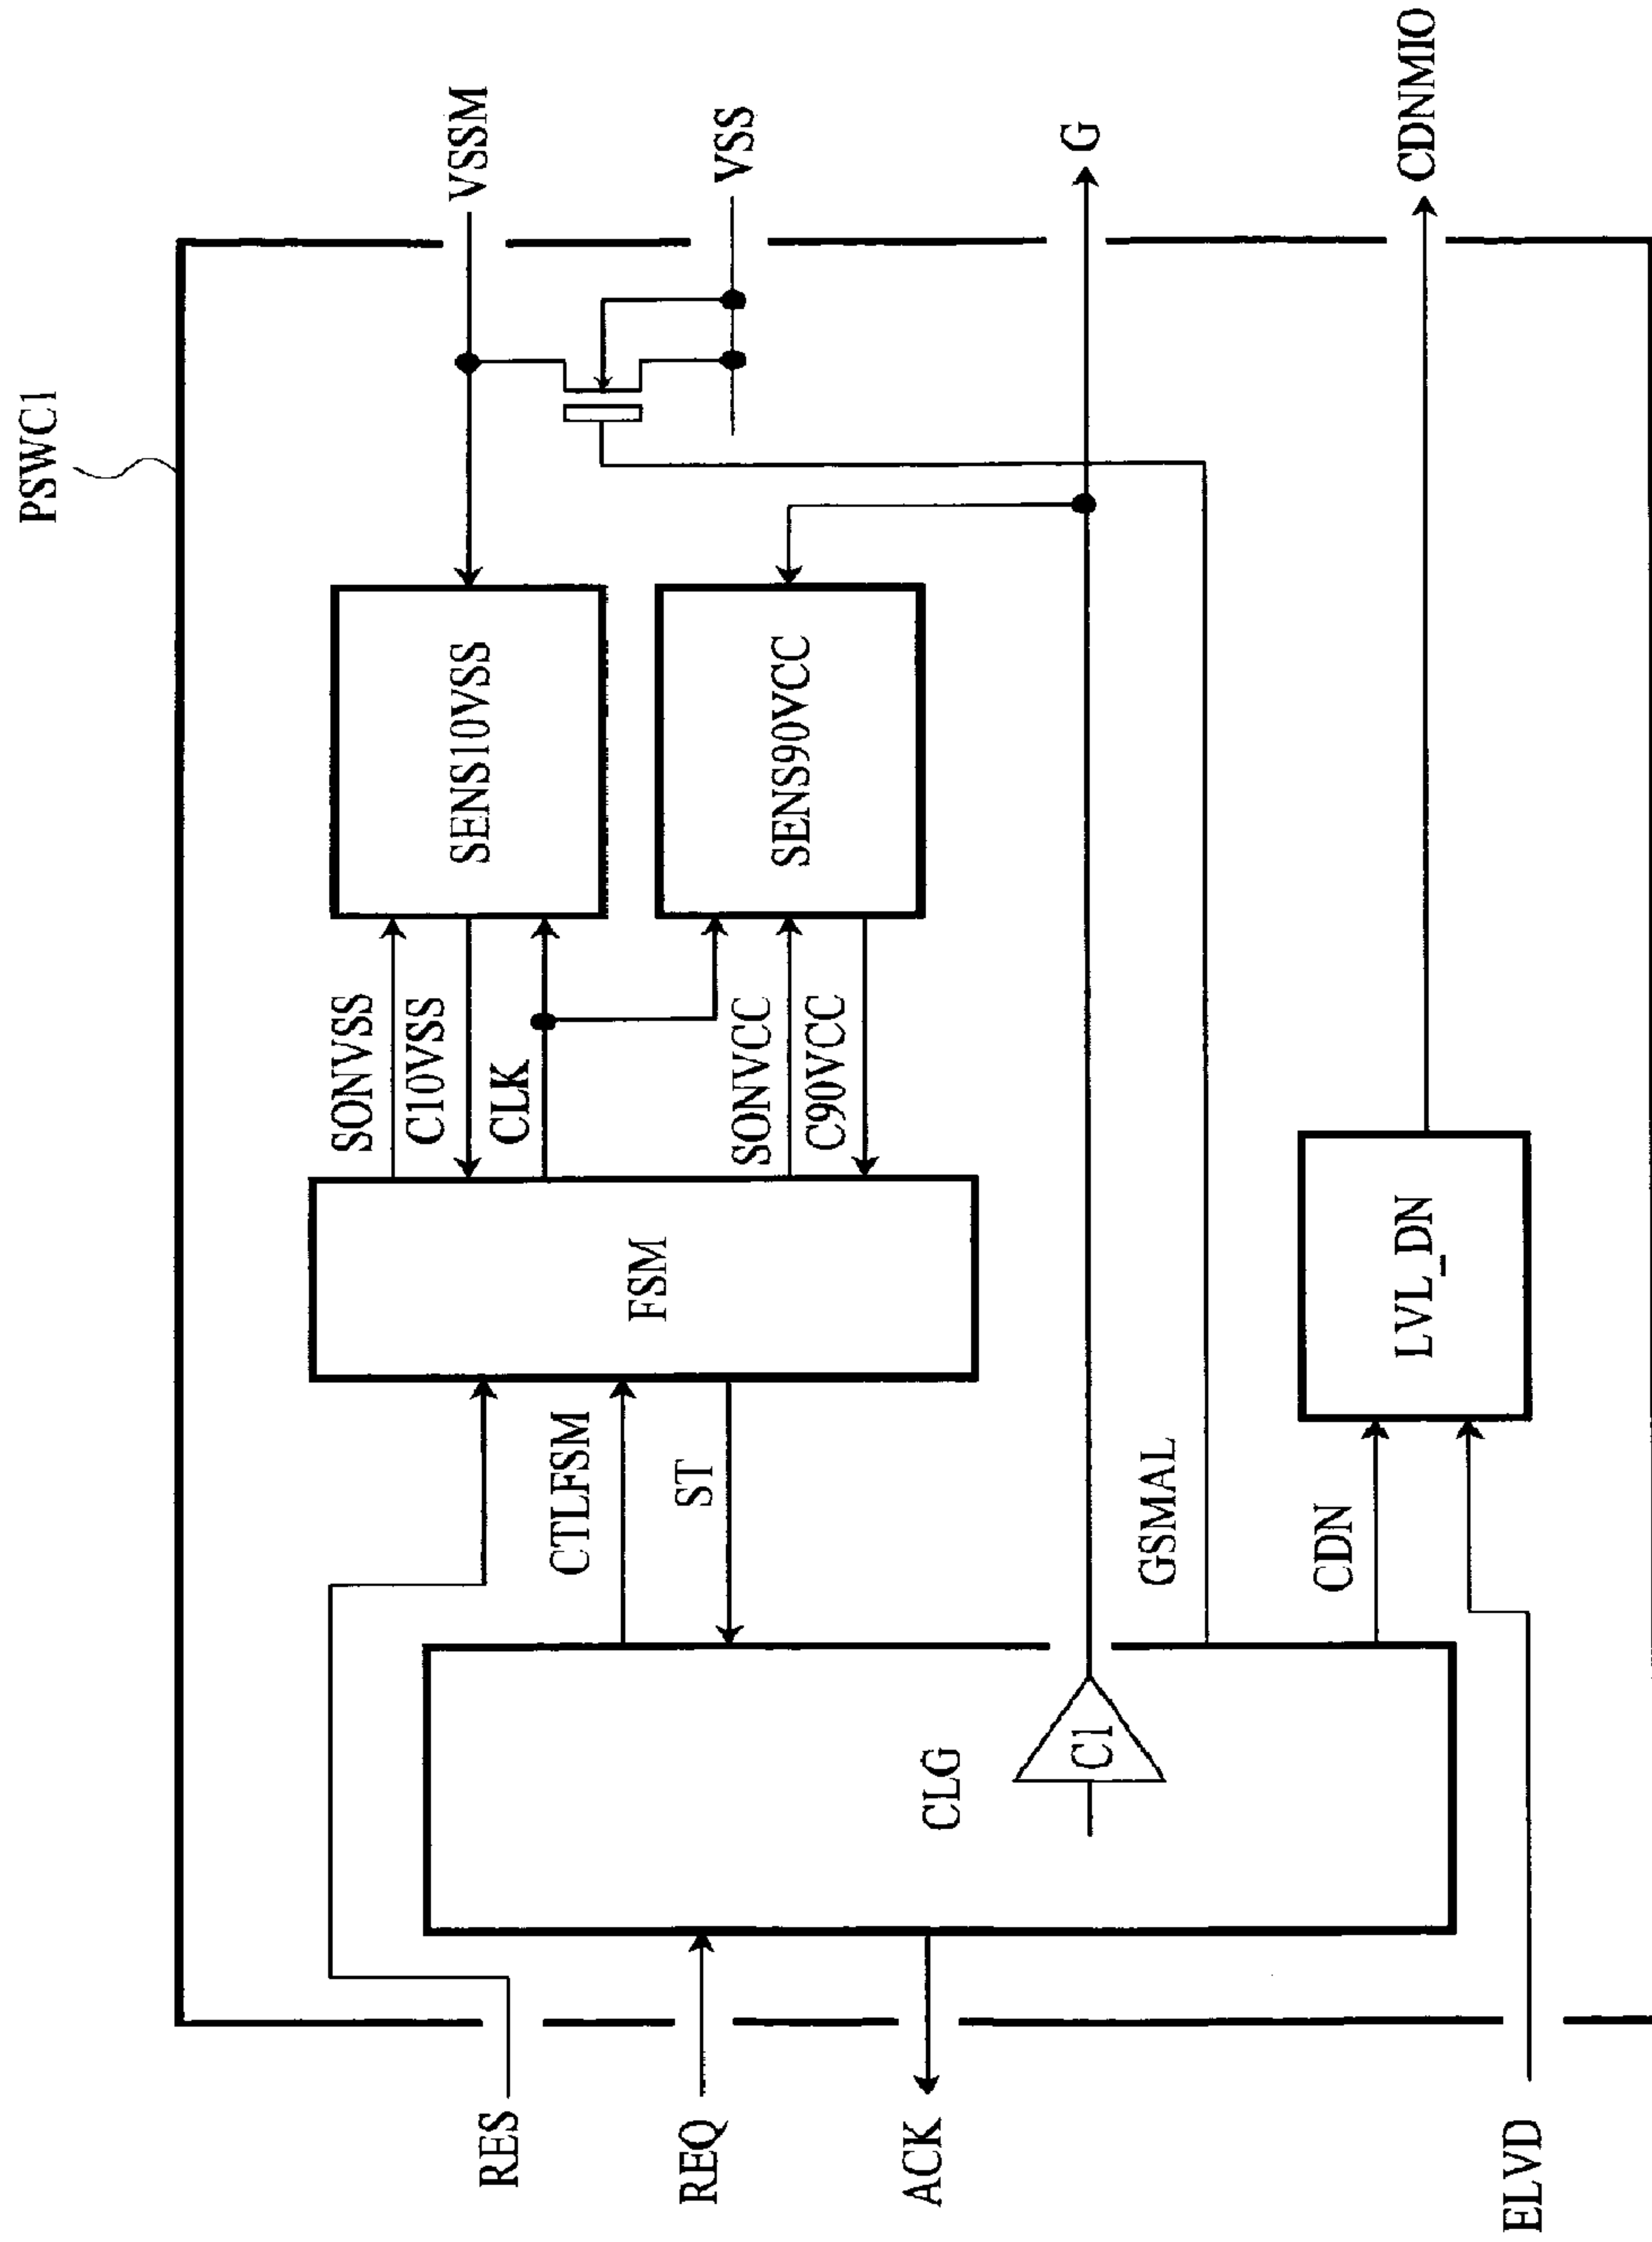 PSWC1
RES
REQ
ACK
ELVD
CLG
C1
CTLFSM
ST
GSMAL
CDN
FSM
LVL_DN
SONVSS
C10VSS
CLK
SONVCC
C90VCC
SENS10VSS
SENS90VCC
VSSM
VSS
G
CDNMIO